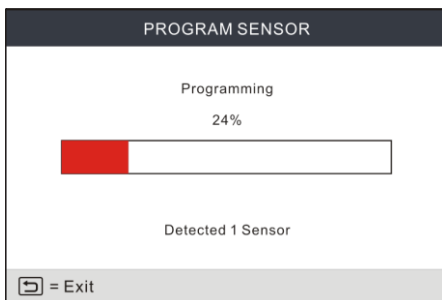 PROGRAM SENSOR
Programming
24%
Detected 1 Sensor
= Exit